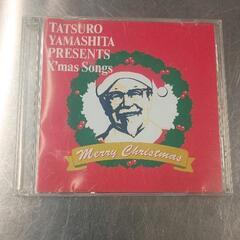 TATSURO
YAMASHITA
PRESENTS
X'mas Songs
Merry Christmas